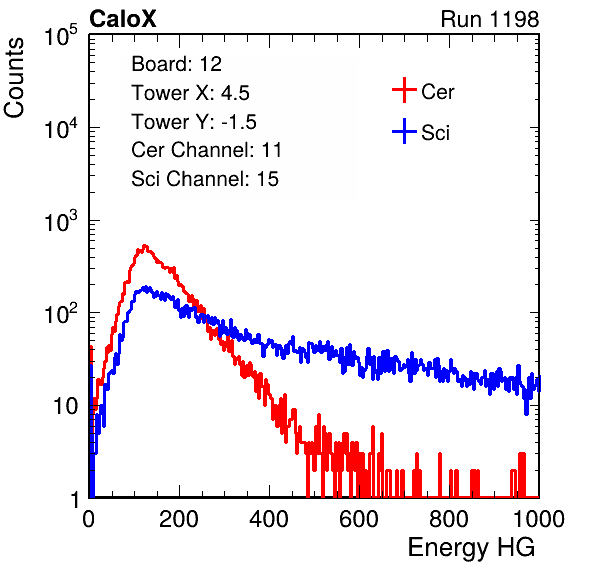 CaloX Run 1198
10^5
Counts
Board: 12
Tower X: 4.5
Tower Y: -1.5
Cer Channel: 11
Sci Channel: 15
Cer
Sci
10^4
10^3
10^2
10
1
0 200 400 600 800 1000
Energy HG